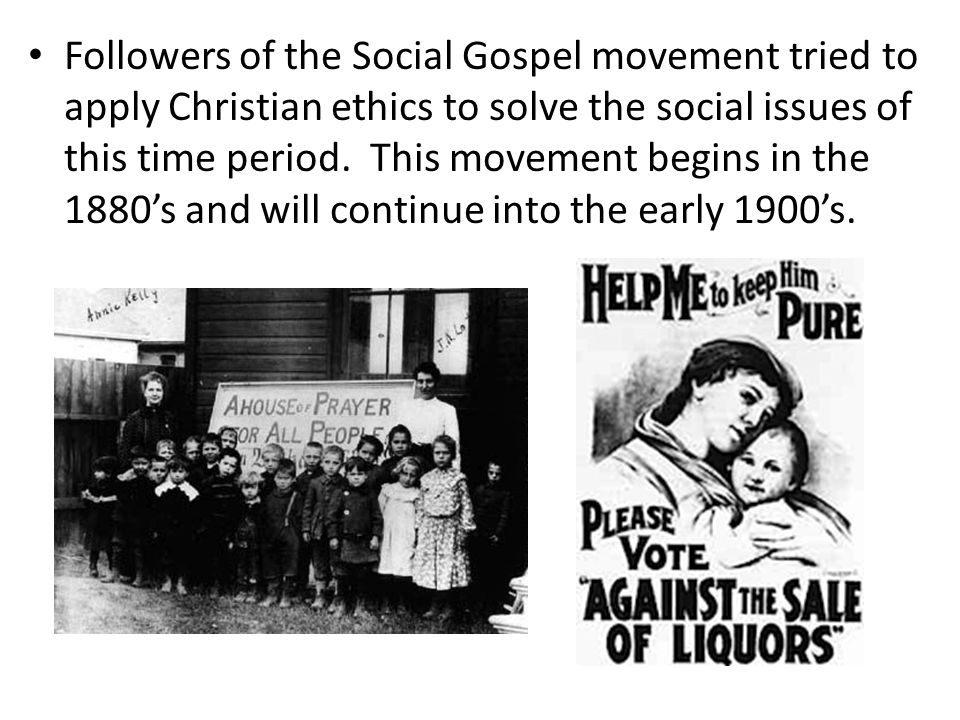 • Followers of the Social Gospel movement tried to
apply Christian ethics to solve the social issues of
this time period.  This movement begins in the
1880’s and will continue into the early 1900’s.
Annie Kelly
A HOUSE OF PRAYER
FOR ALL PEOPLE
HELP ME to keep Him
PURE
PLEASE
VOTE
"AGAINST THE SALE
OF LIQUORS"